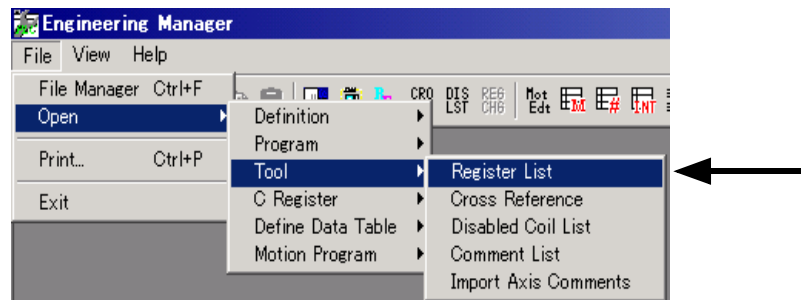 Engineering Manager
File View Help
File Manager Ctrl+F
Open
Print... Ctrl+P
Exit
CRO DIS LST REG CHG Mot Edt M # INT
Definition
Program
Tool
C Register
Define Data Table
Motion Program
Register List
Cross Reference
Disabled Coil List
Comment List
Import Axis Comments